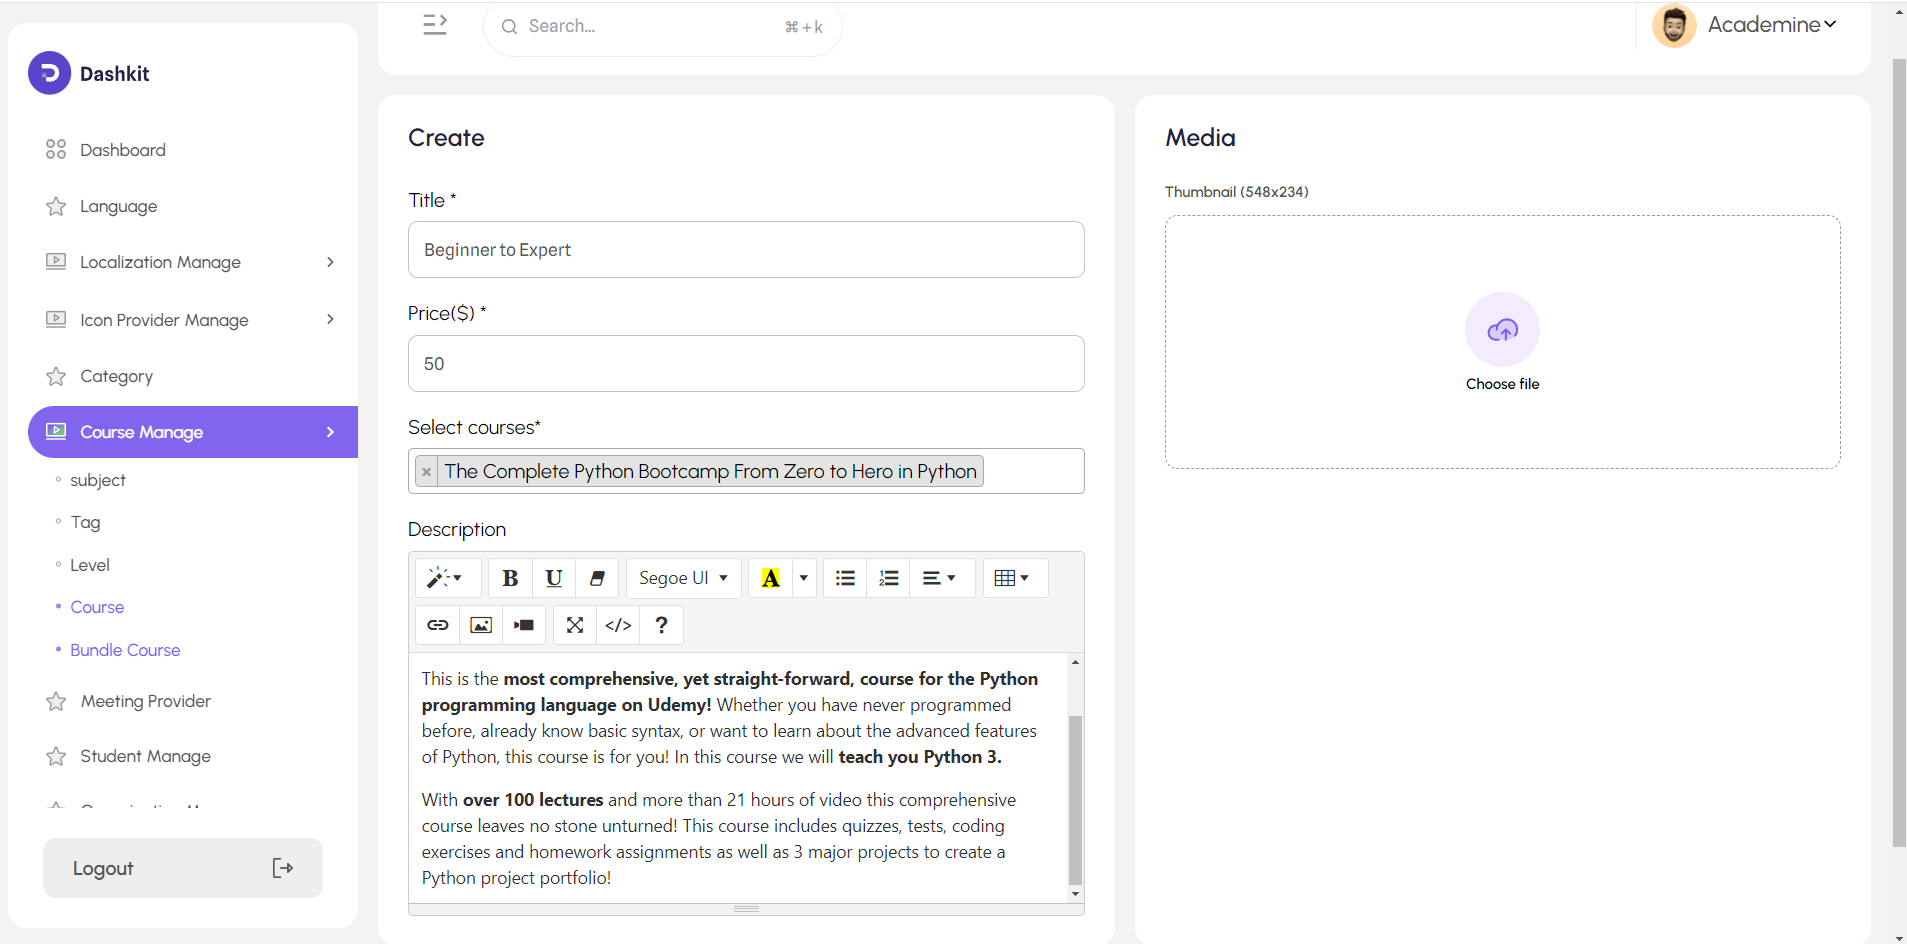 Dashkit
Dashboard
Language
Localization Manage
Icon Provider Manage
Category
Course Manage
subject
Tag
Level
Course
Bundle Course
Meeting Provider
Student Manage
Logout
Search...
⌘+k
Academine
Create
Title *
Beginner to Expert
Price($) *
50
Select courses*
× The Complete Python Bootcamp From Zero to Hero in Python
Description
B U Segoe UI A
</> ?
This is the most comprehensive, yet straight-forward, course for the Python
programming language on Udemy! Whether you have never programmed
before, already know basic syntax, or want to learn about the advanced features
of Python, this course is for you! In this course we will teach you Python 3.
With over 100 lectures and more than 21 hours of video this comprehensive
course leaves no stone unturned! This course includes quizzes, tests, coding
exercises and homework assignments as well as 3 major projects to create a
Python project portfolio!
Media
Thumbnail (548x234)
Choose file